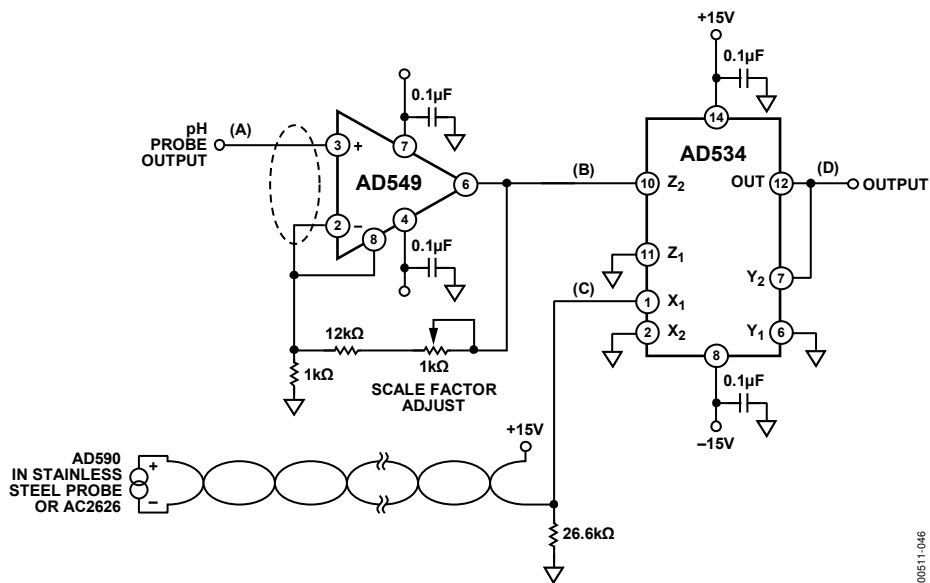 +15V
0.1µF
pH
PROBE
OUTPUT
(A)
3
+
7
0.1µF
AD549
6
2
–
8
4
0.1µF
(B)
14
AD534
10
Z2
OUT
12
(D)
OUTPUT
11
Z1
(C)
1
X1
Y2
7
2
X2
Y1
6
8
0.1µF
–15V
12kΩ
1kΩ
1kΩ
SCALE FACTOR
ADJUST
+15V
AD590
IN STAINLESS
STEEL PROBE
OR AC2626
+
–
26.6kΩ
00511-046